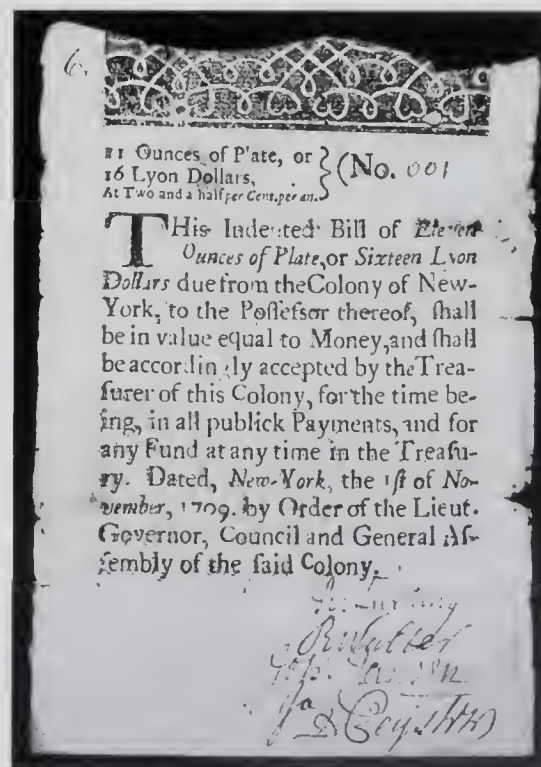 6.
11 Ounces of Plate, or
16 Lyon Dollars, } (No. 001
At Two and a half per Cent. per an.
THis Indented Bill of Eleven
Ounces of Plate, or Sixteen Lyon
Dollars due from the Colony of New-
York, to the Poſſeſsor thereof, ſhall
be in value equal to Money, and ſhall
be accordingly accepted by the Trea-
ſurer of this Colony, for the time be-
ing, in all publick Payments, and for
any Fund at any time in the Treaſu-
ry. Dated, New-York, the 1ſt of No-
vember, 1709. by Order of the Lieut.
Governor, Council and General Aſ-
ſembly of the ſaid Colony.